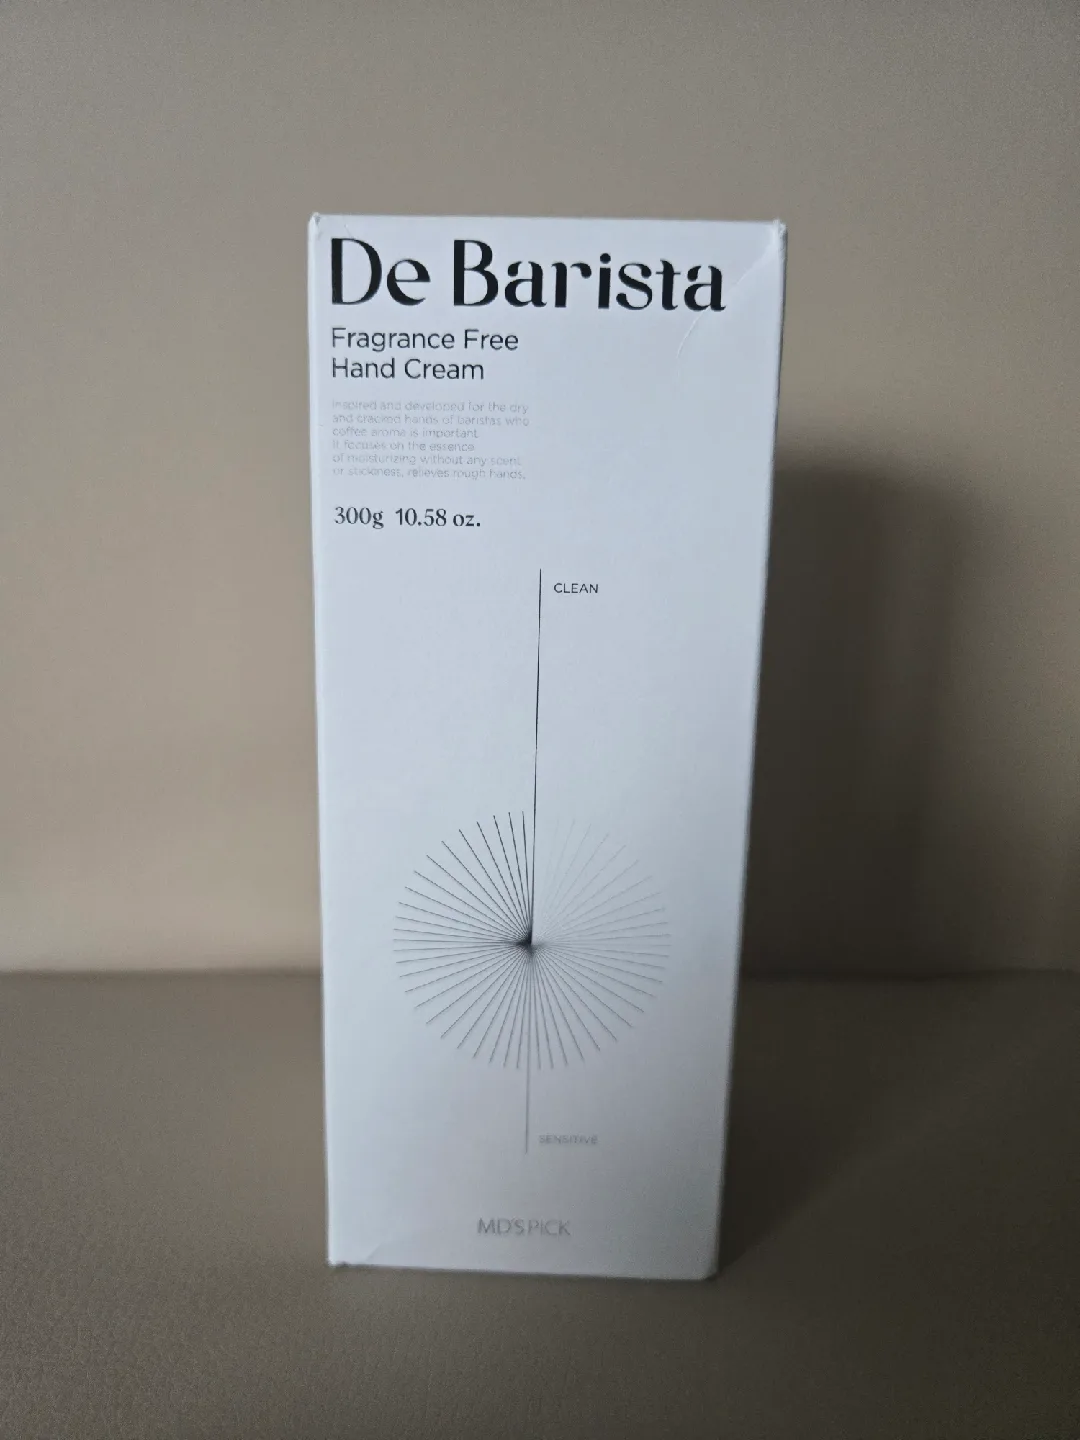 De Barista
Fragrance Free
Hand Cream
Inspired and developed for the dry
and cracked hands of baristas who
coffee aroma is important.
It focuses on the essence
of moisturizing without any scent
or stickiness, relieves rough hands.
300g 10.58 oz.
CLEAN
SENSITIVE
MD'S PICK